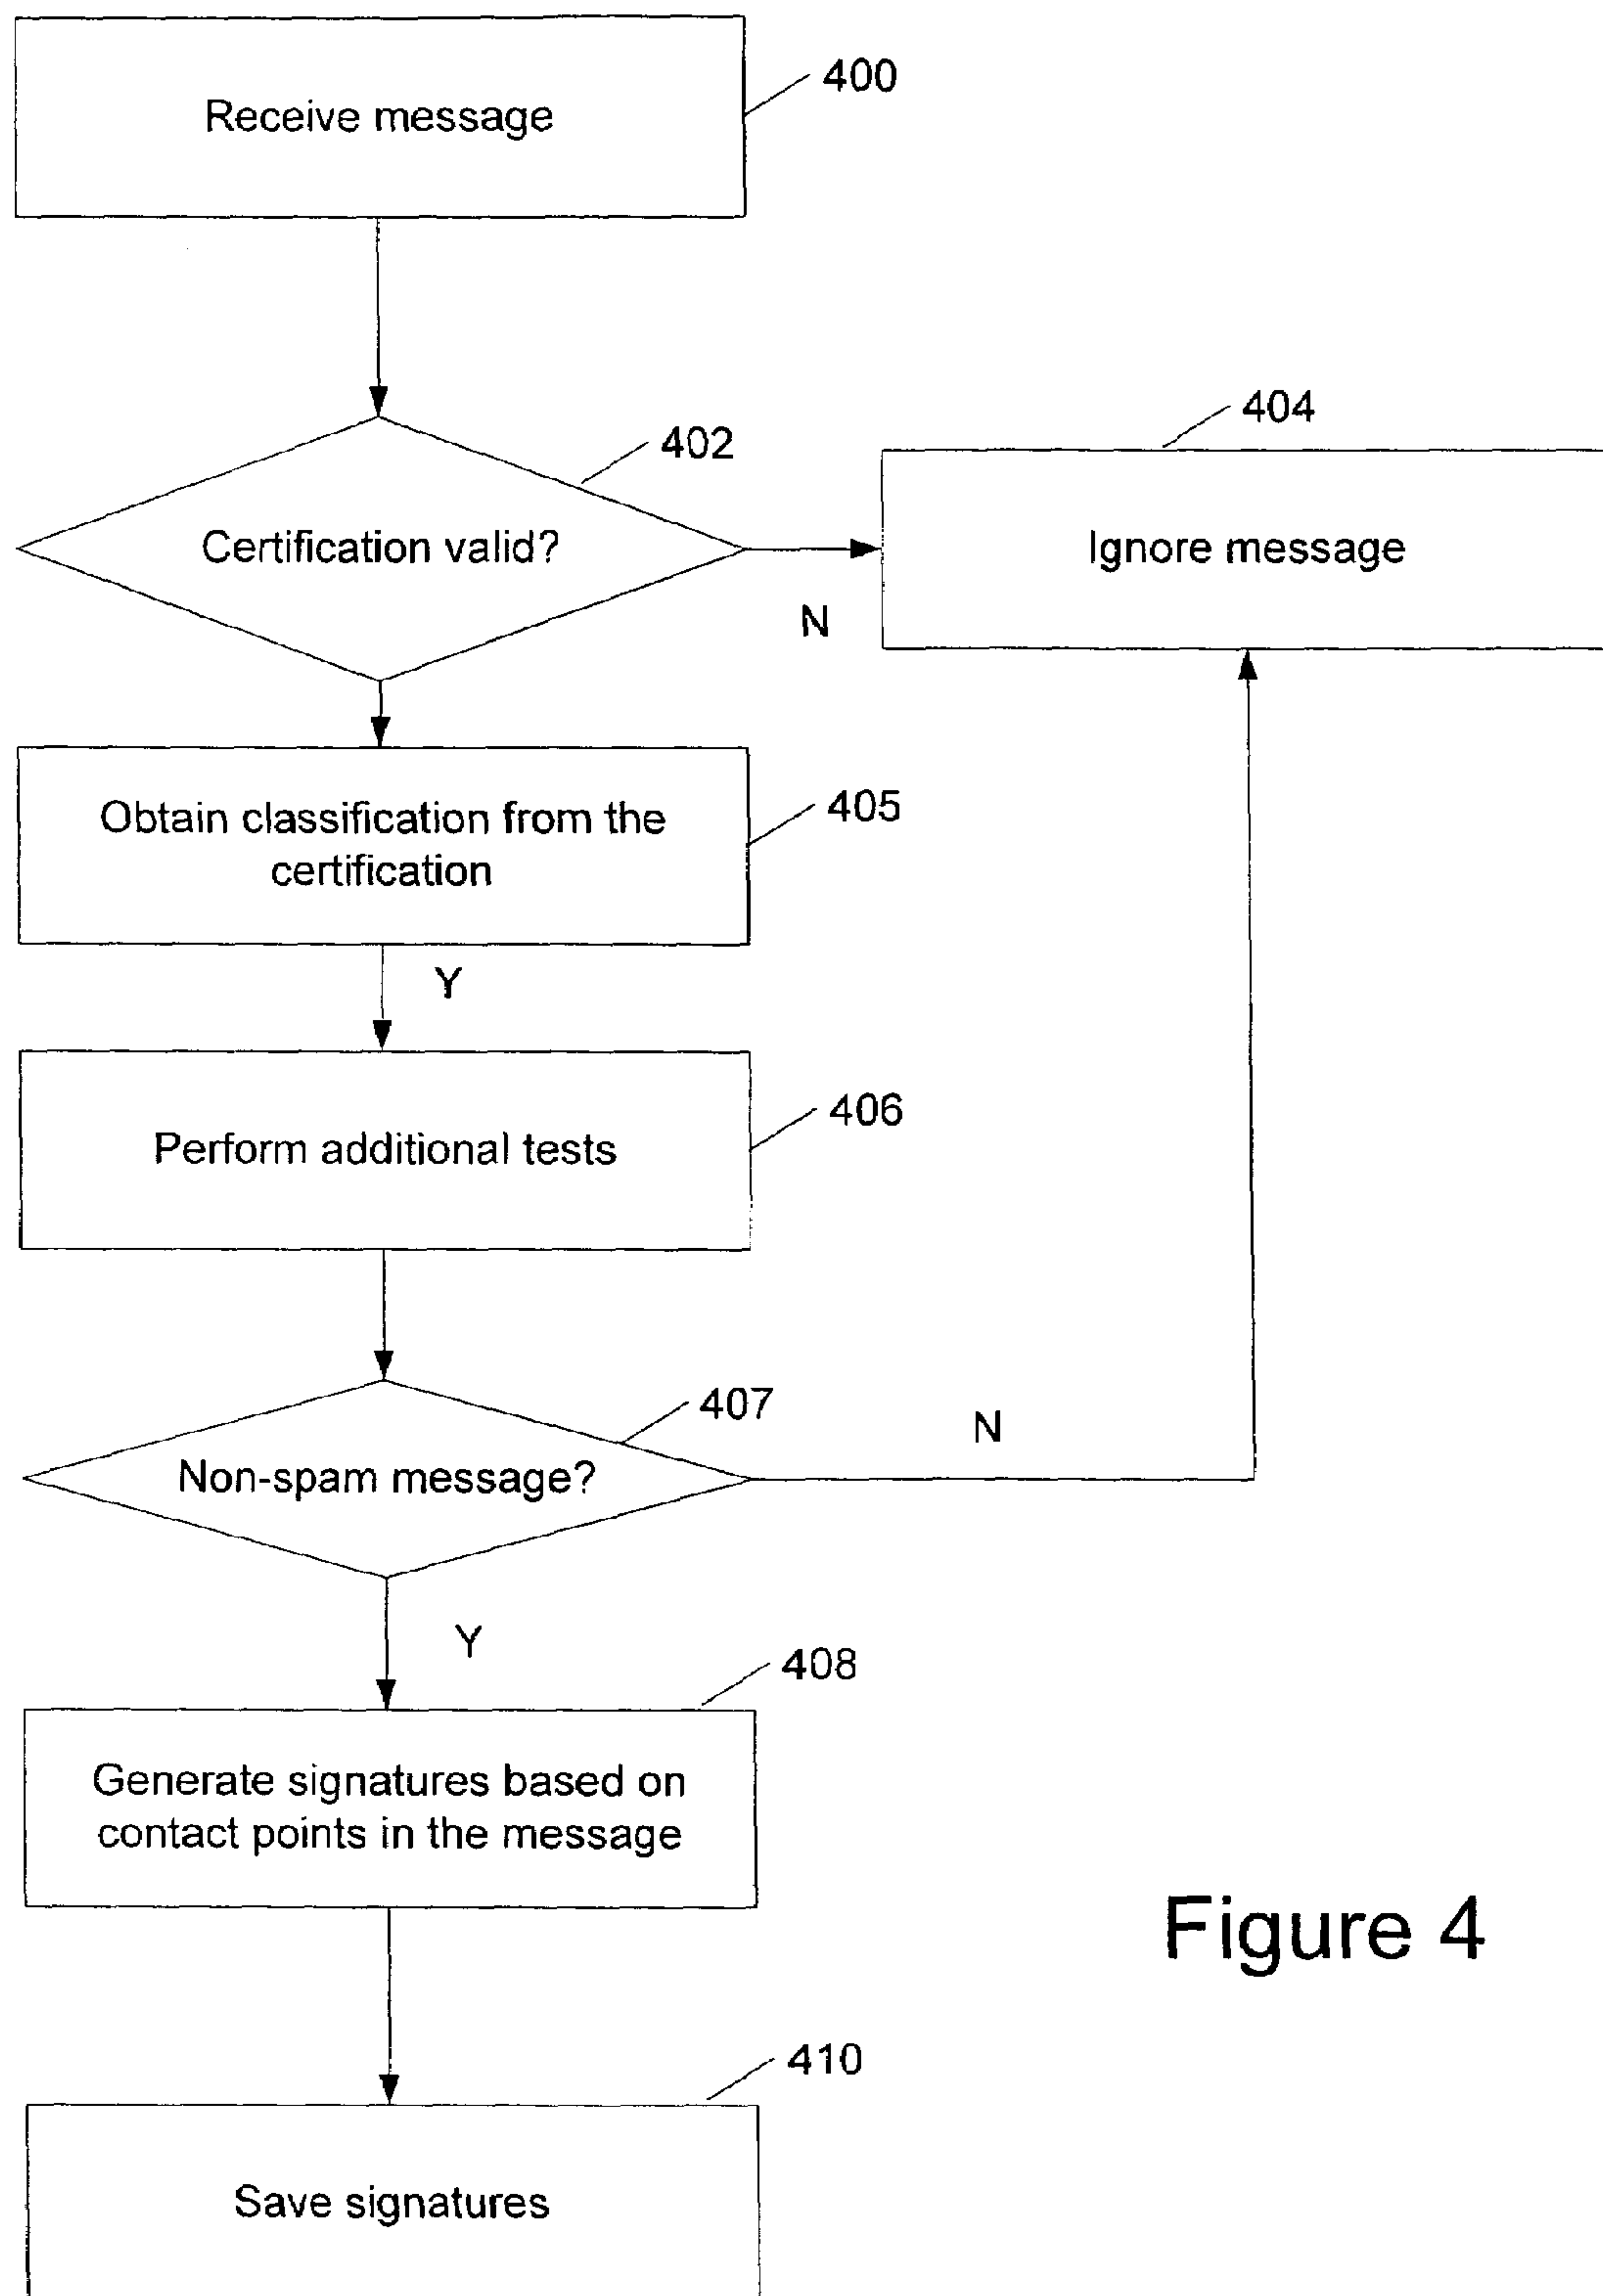 Receive message
400
402
Certification valid?
N
404
Ignore message
Obtain classification from the
certification
405
Y
Perform additional tests
406
407
Non-spam message?
N
Y
408
Generate signatures based on
contact points in the message
Figure 4
410
Save signatures